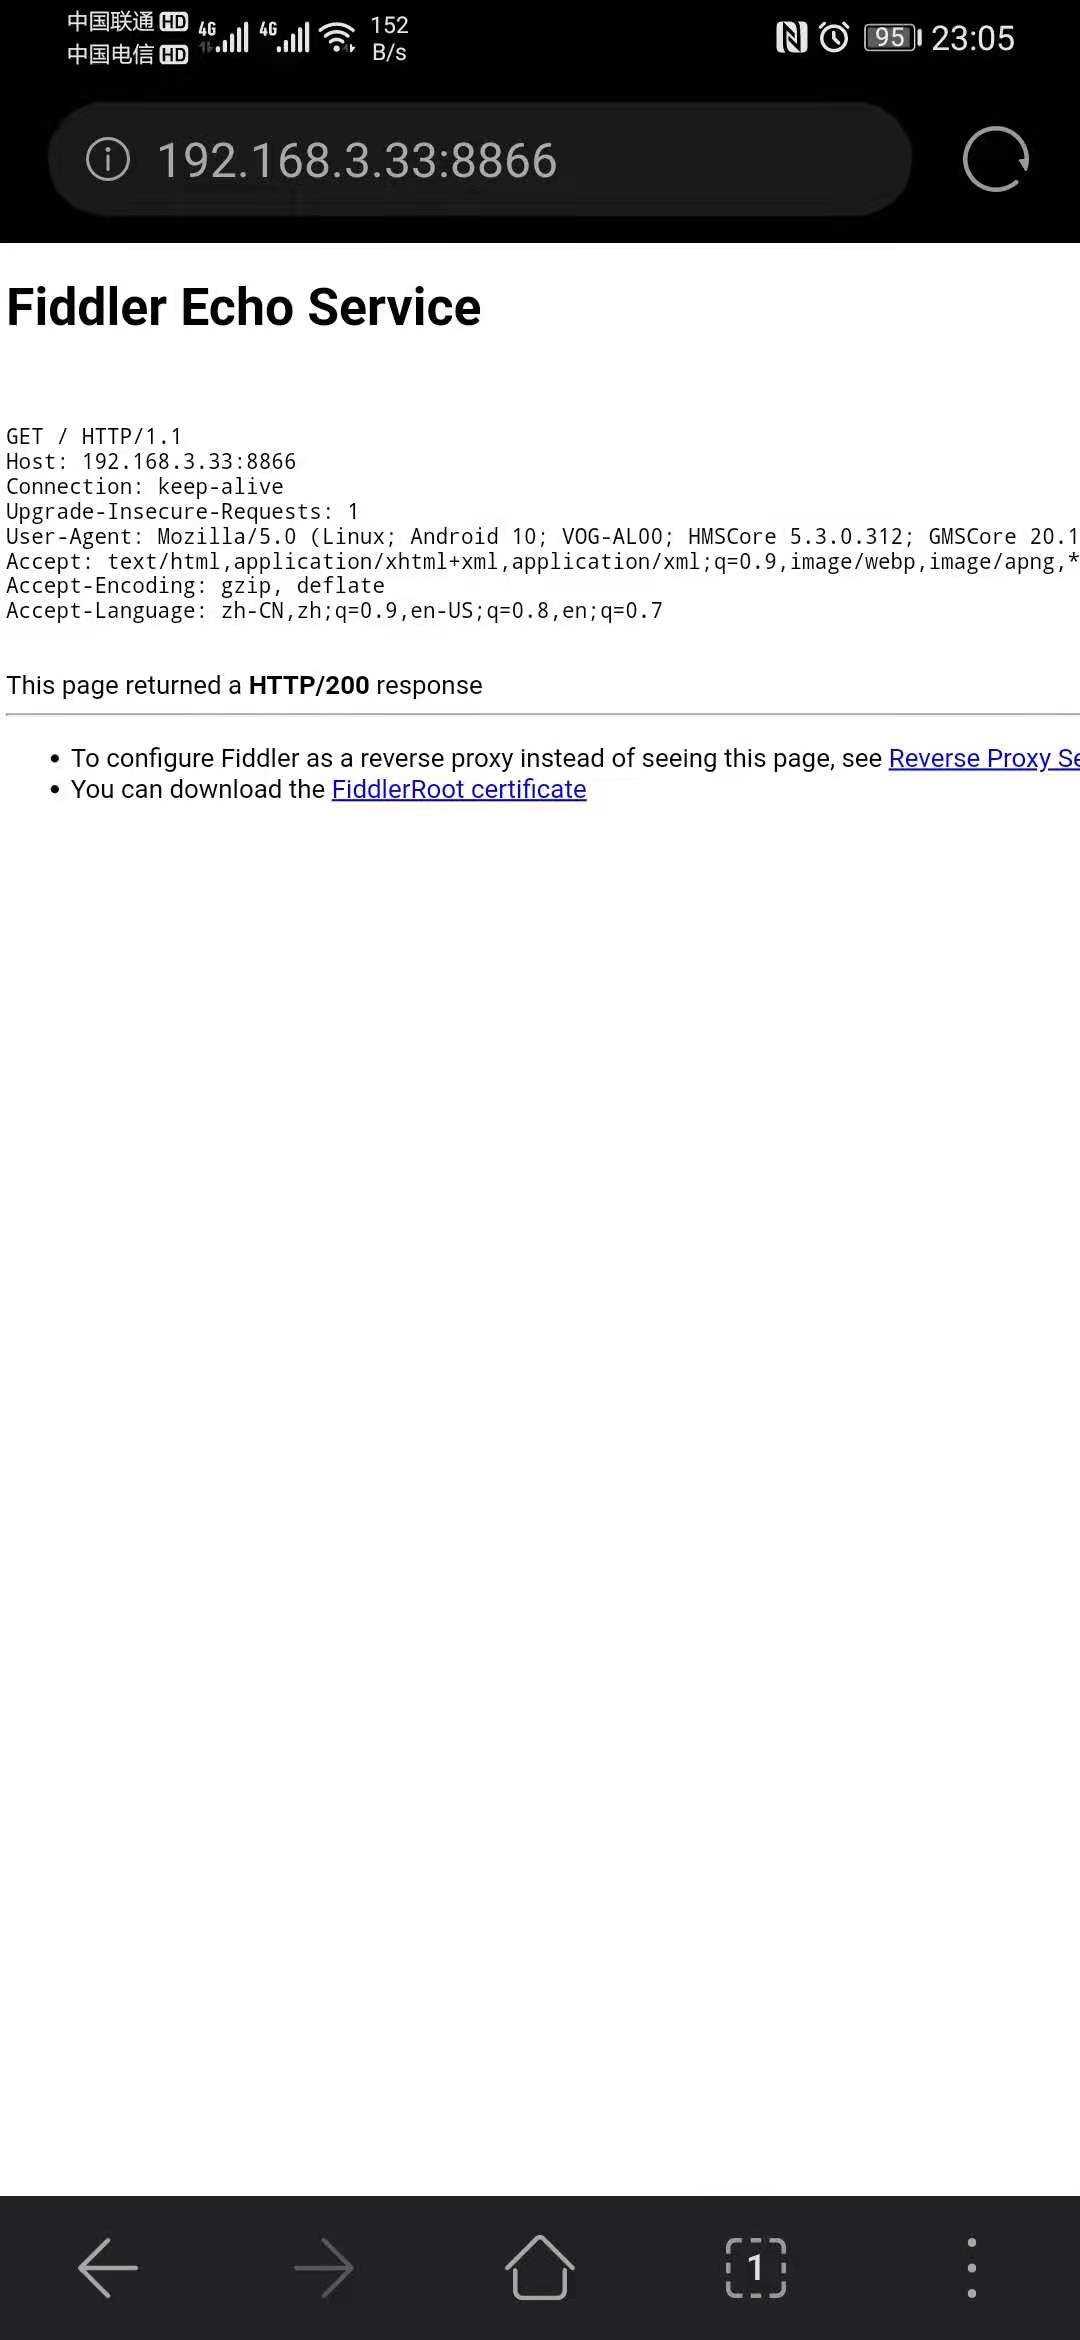 中国联通 HD 4G 4G 152 95 23:05
中国电信 HD B/s
192.168.3.33:8866
Fiddler Echo Service
GET / HTTP/1.1
Host: 192.168.3.33:8866
Connection: keep-alive
Upgrade-Insecure-Requests: 1
User-Agent: Mozilla/5.0 (Linux; Android 10; VOG-AL00; HMSCore 5.3.0.312; GMSCore 20.1
Accept: text/html,application/xhtml+xml,application/xml;q=0.9,image/webp,image/apng,*
Accept-Encoding: gzip, deflate
Accept-Language: zh-CN,zh;q=0.9,en-US;q=0.8,en;q=0.7
This page returned a HTTP/200 response
• To configure Fiddler as a reverse proxy instead of seeing this page, see Reverse Proxy Se
• You can download the FiddlerRoot certificate
1